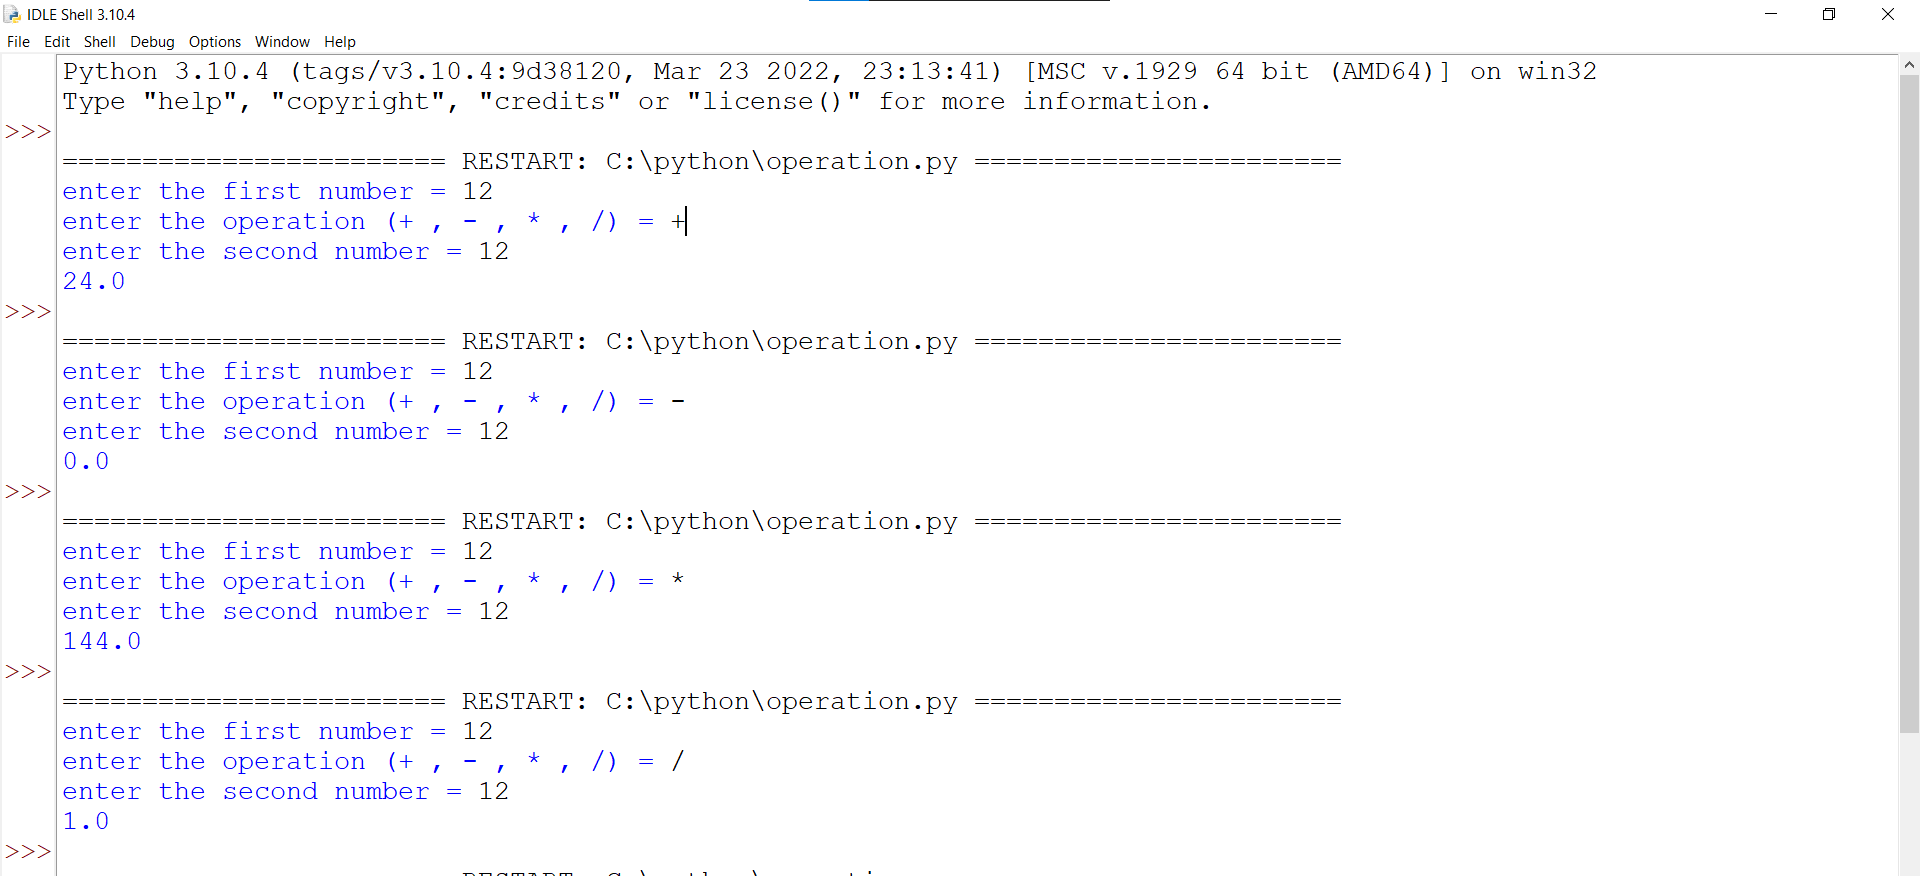 IDLE Shell 3.10.4
File Edit Shell Debug Options Window Help
Python 3.10.4 (tags/v3.10.4:9d38120, Mar 23 2022, 23:13:41) [MSC v.1929 64 bit (AMD64)] on win32
Type "help", "copyright", "credits" or "license()" for more information.
>>>
======================== RESTART: C:\python\operation.py =======================
enter the first number = 12
enter the operation (+ , - , * , /) = +
enter the second number = 12
24.0
>>>
======================== RESTART: C:\python\operation.py =======================
enter the first number = 12
enter the operation (+ , - , * , /) = -
enter the second number = 12
0.0
>>>
======================== RESTART: C:\python\operation.py =======================
enter the first number = 12
enter the operation (+ , - , * , /) = *
enter the second number = 12
144.0
>>>
======================== RESTART: C:\python\operation.py =======================
enter the first number = 12
enter the operation (+ , - , * , /) = /
enter the second number = 12
1.0
>>>